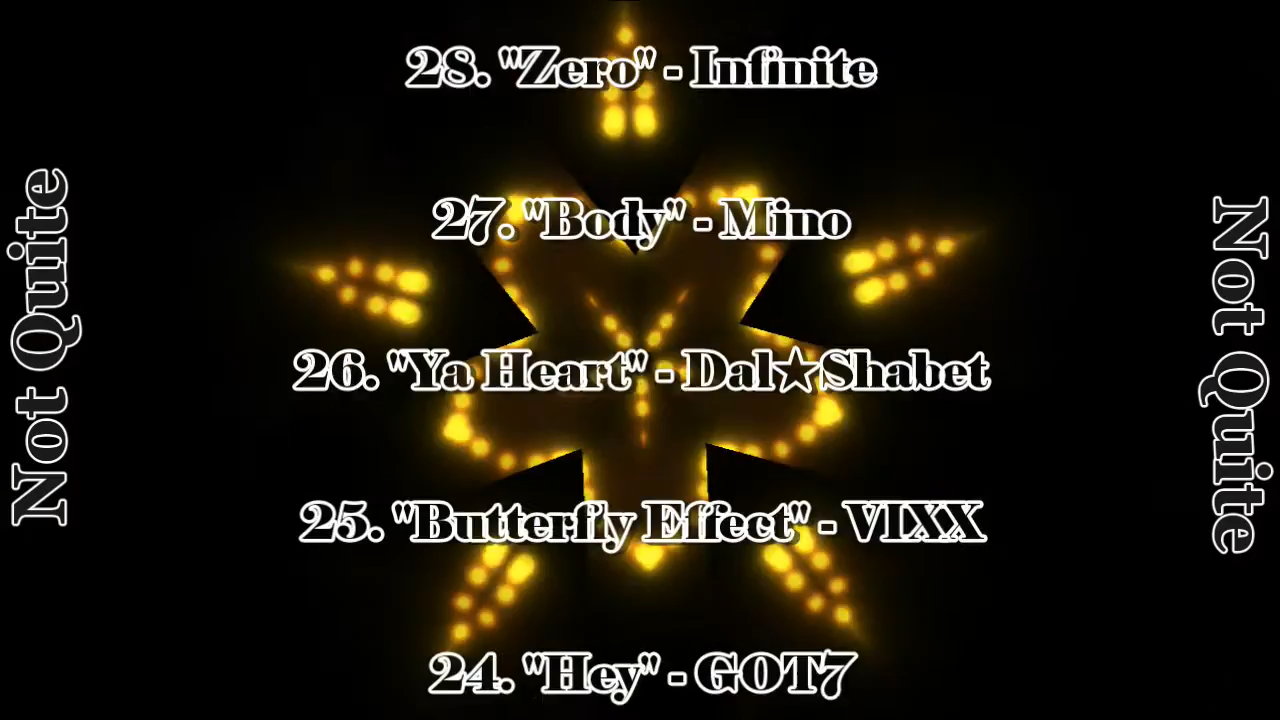 Not Quite
28. "Zero" - Infinite
27. "Body" - Mino
26. "Ya Heart" - Dal★Shabet
25. "Butterfly Effect" - VIXX
24. "Hey" - GOT7
Not Quite